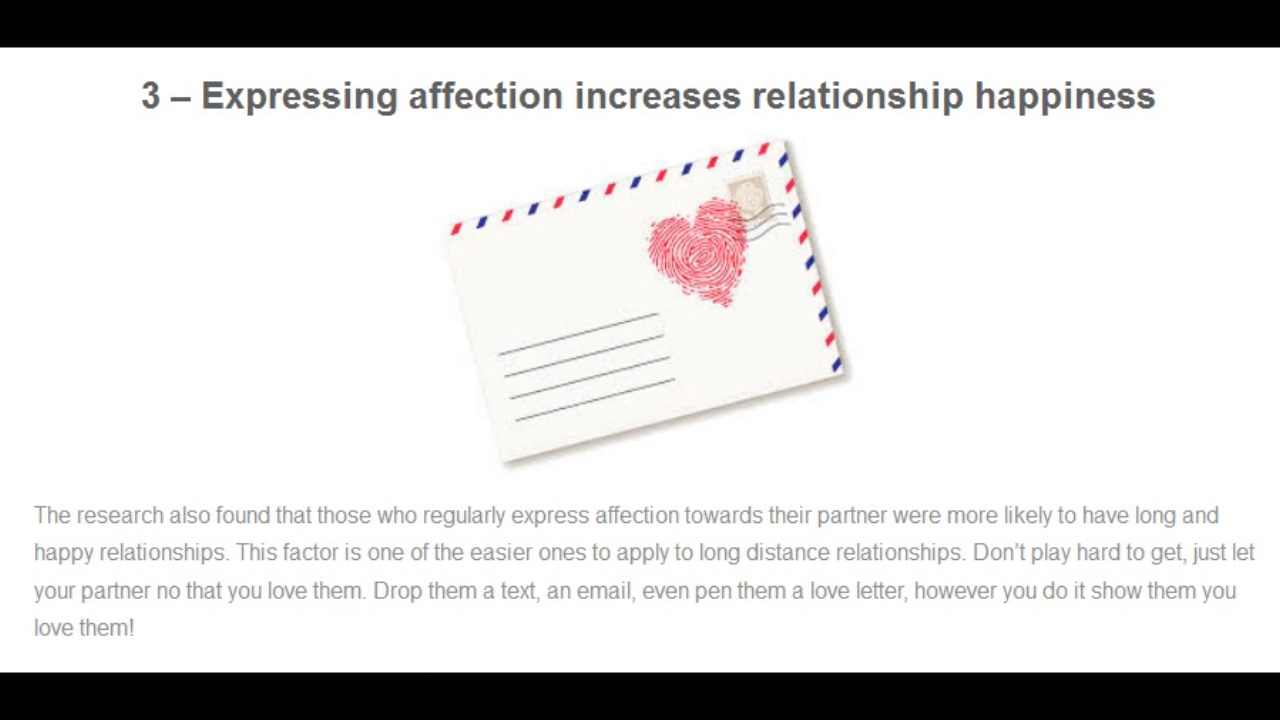 3 – Expressing affection increases relationship happiness
The research also found that those who regularly express affection towards their partner were more likely to have long and
happy relationships. This factor is one of the easier ones to apply to long distance relationships. Don’t play hard to get, just let
your partner no that you love them. Drop them a text, an email, even pen them a love letter, however you do it show them you
love them!